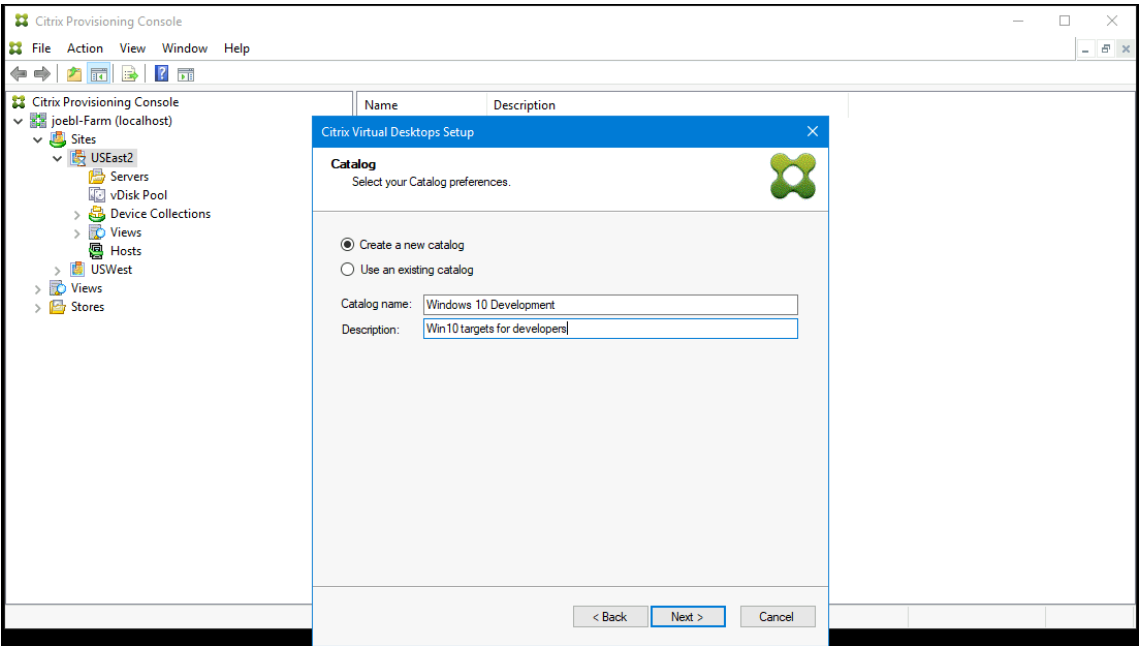 Citrix Provisioning Console
File Action View Window Help
Citrix Provisioning Console
joebl-Farm (localhost)
Sites
USEast2
Servers
vDisk Pool
Device Collections
Views
Hosts
USWest
Views
Stores
Name Description
Citrix Virtual Desktops Setup
Catalog
Select your Catalog preferences.
Create a new catalog
Use an existing catalog
Catalog name: Windows 10 Development
Description: Win10 targets for developers
< Back Next > Cancel